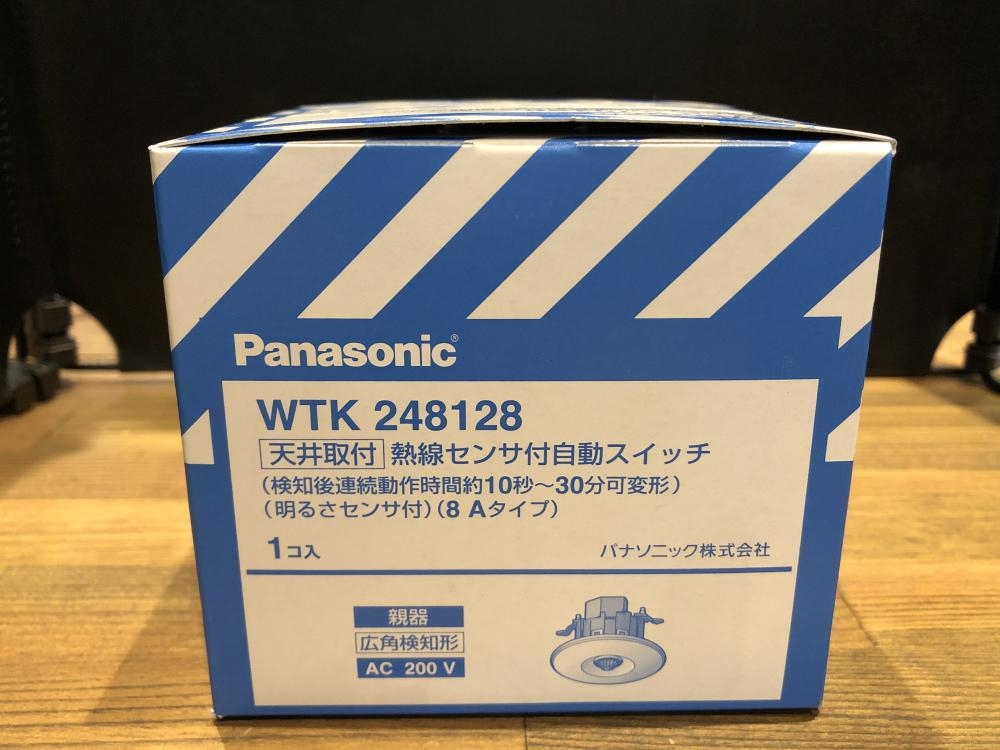 Panasonic®
WTK 248128
天井取付 熱線センサ付自動スイッチ
(検知後連続動作時間約10秒〜30分可変形)
(明るさセンサ付)(8 Aタイプ)
1コ入
パナソニック株式会社
親器
広角検知形
AC 200 V